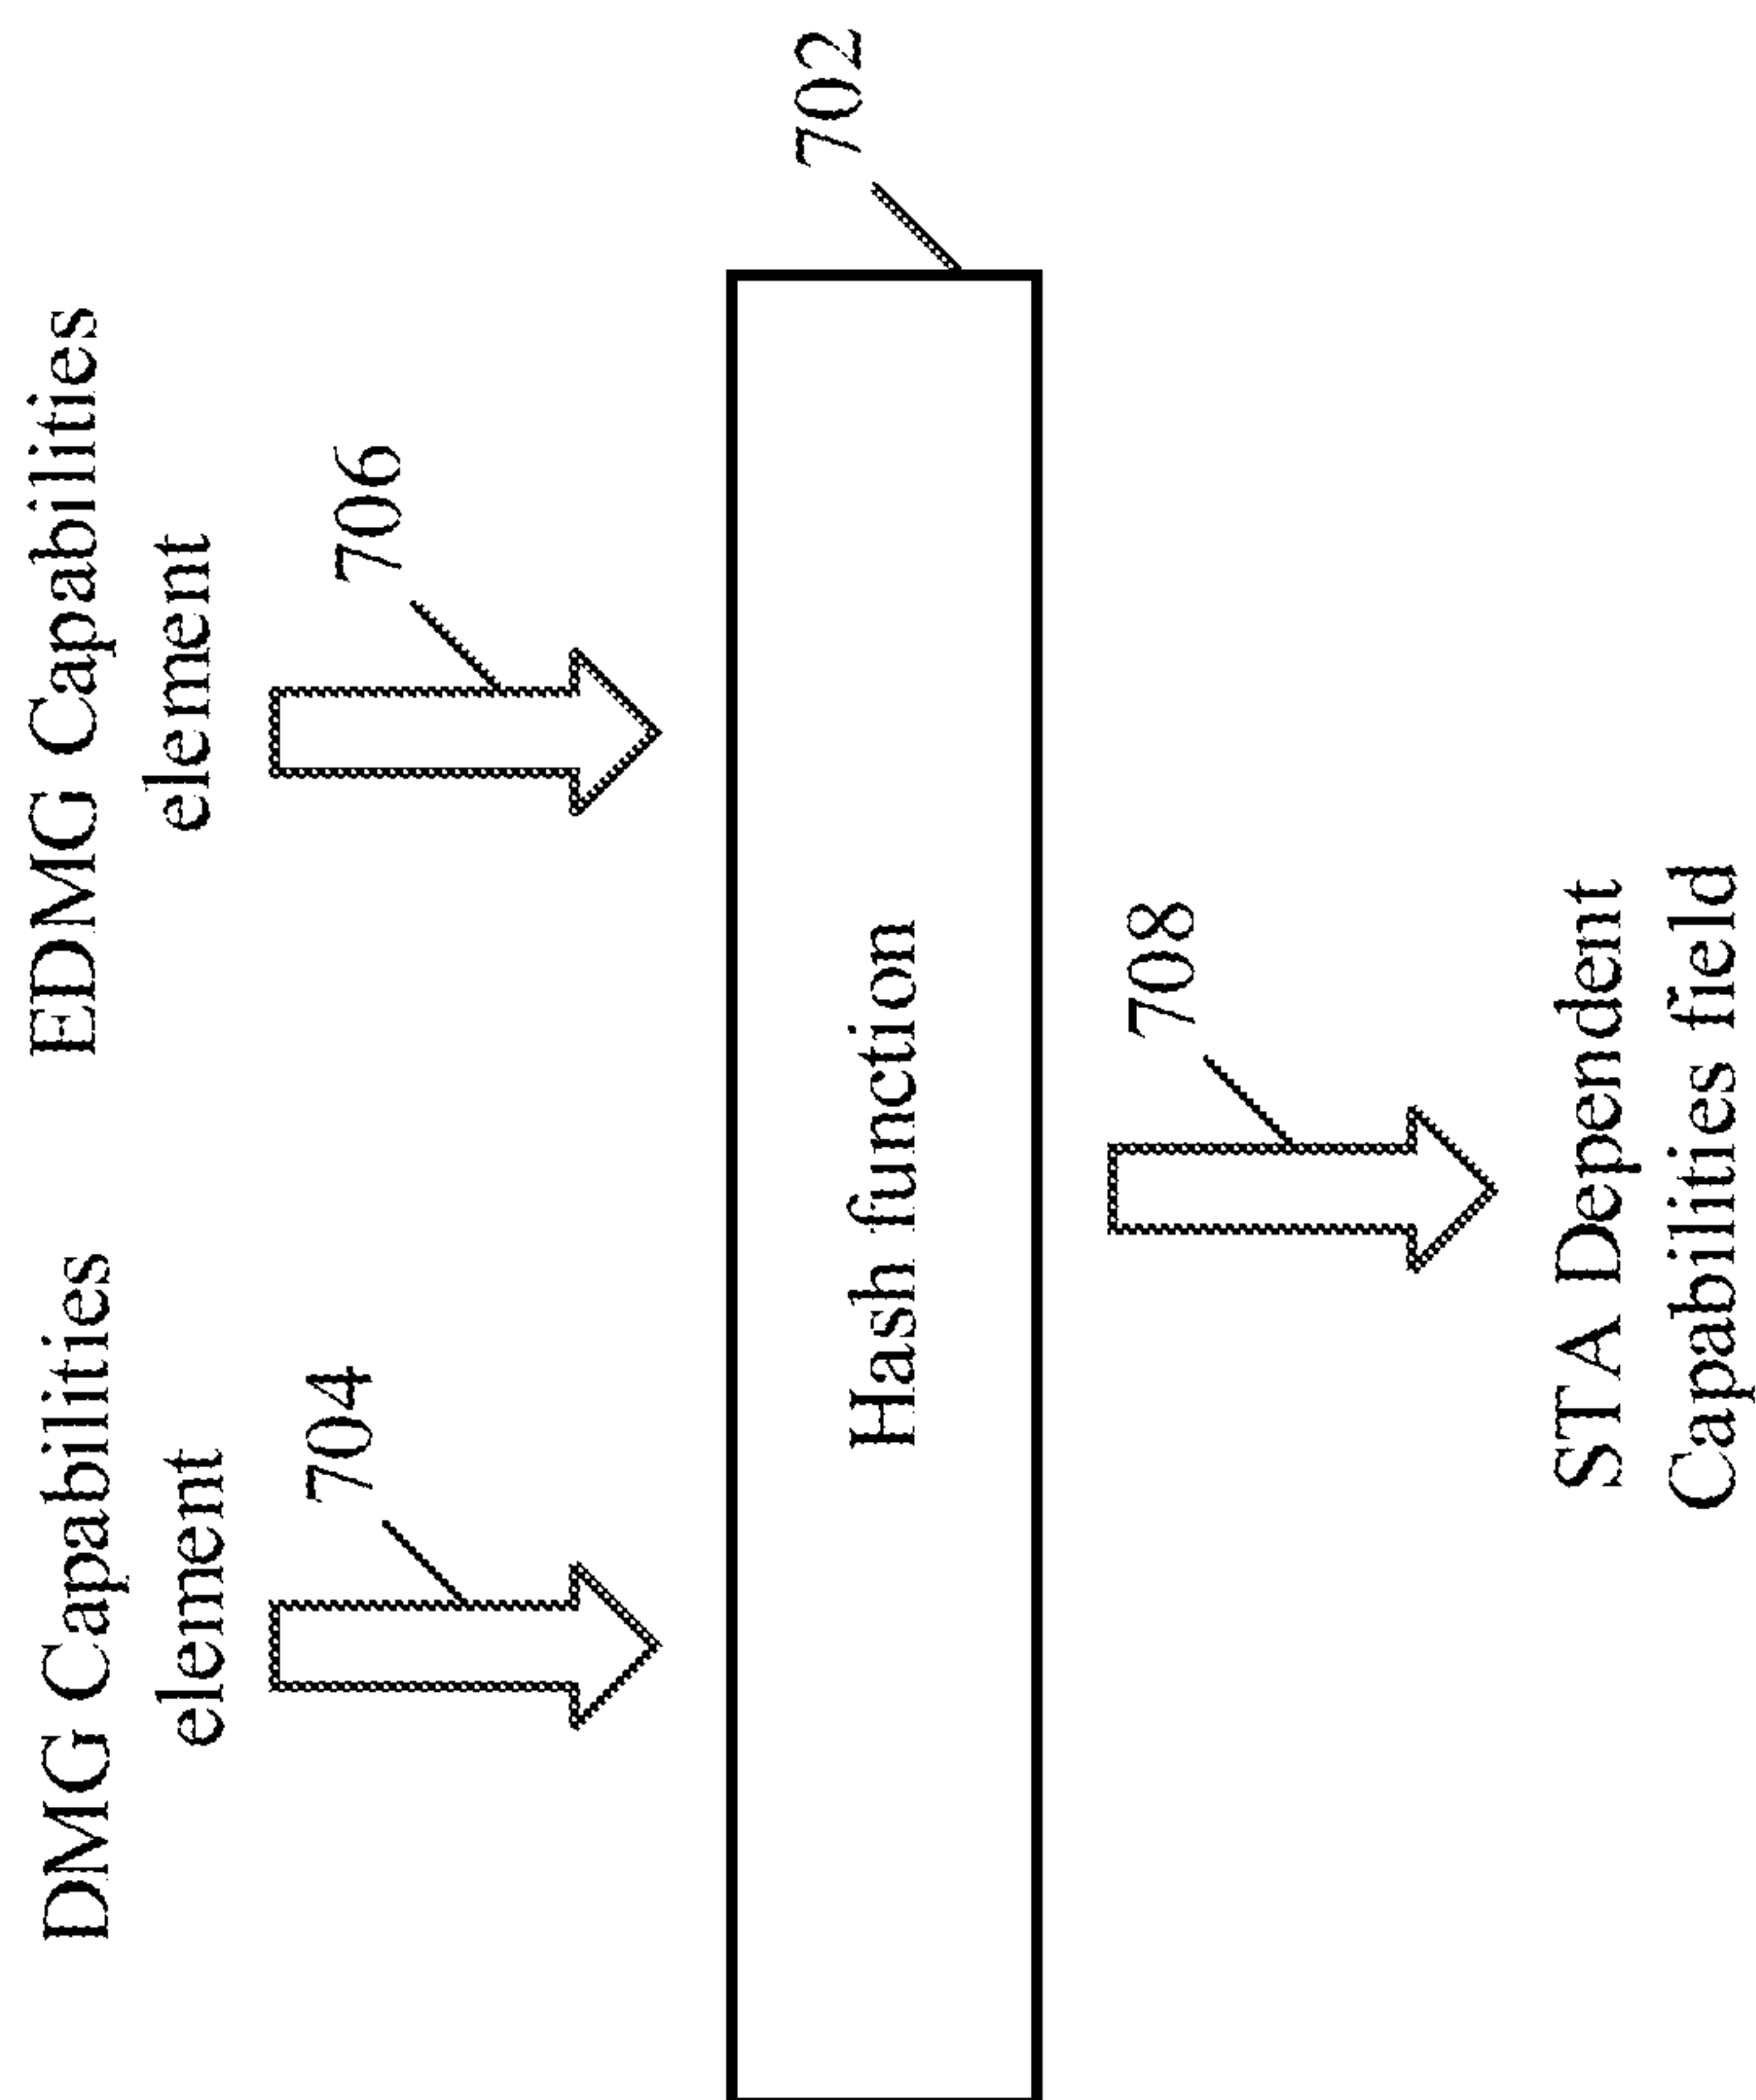 DMG Capabilities
element
704
EDMG Capabilities
element
706
702
Hash function
708
STA Dependent
Capabilities field